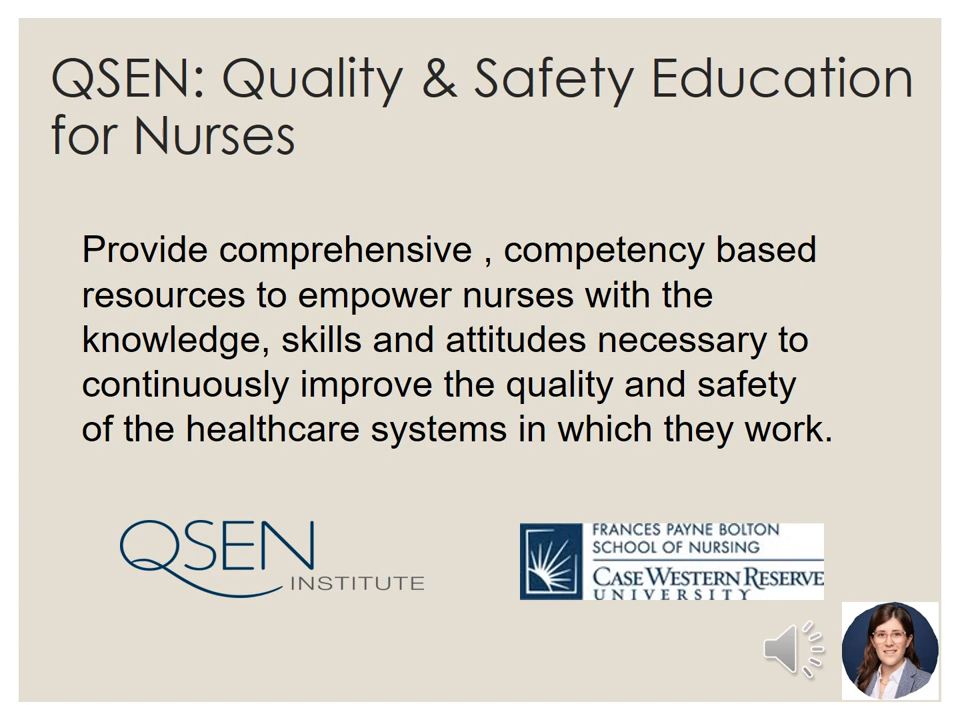 QSEN: Quality & Safety Education
for Nurses
Provide comprehensive , competency based
resources to empower nurses with the
knowledge, skills and attitudes necessary to
continuously improve the quality and safety
of the healthcare systems in which they work.
QSEN
INSTITUTE
FRANCES PAYNE BOLTON
SCHOOL OF NURSING
CASE WESTERN RESERVE
UNIVERSITY